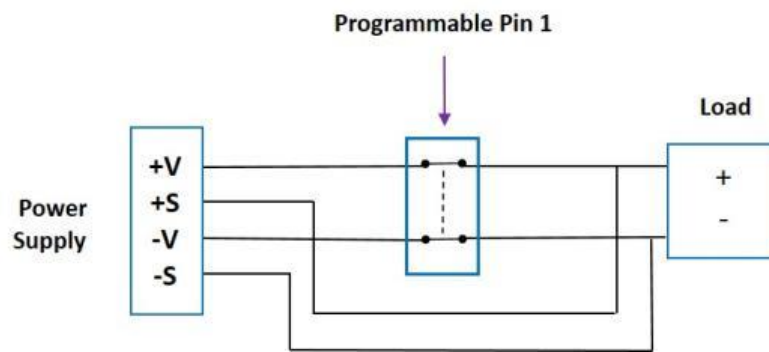 Programmable Pin 1
Load
Power
Supply
+V
+S
-V
-S
+
-